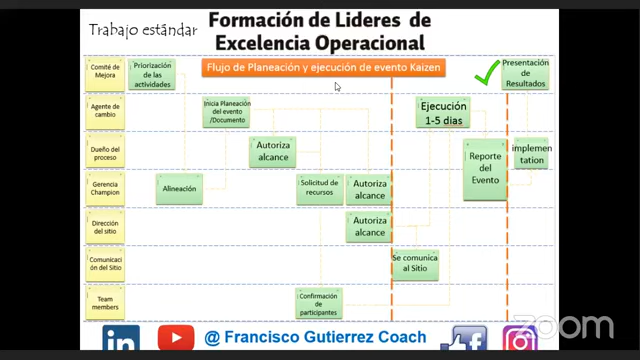 Trabajo estándar
Formación de Lideres de
Excelencia Operacional
Flujo de Planeación y ejecución de evento Kaizen
Comité de
Mejora
Priorización
de las
actividades
Presentación
de
Resultados
Agente de
cambio
Inicia Planeación
del evento
/Documento
Ejecución
1-5 dias
Dueño del
proceso
Autoriza
alcance
Reporte
del
Evento
implemen
tation
Gerencia
Champion
Alineación
Solicitud de
recursos
Autoriza
alcance
Dirección
del sitio
Autoriza
alcance
Comunicaci
ón del Sitio
Se comunica
al Sitio
Team
members
Confirmación
de
participantes
in
@ Francisco Gutierrez Coach
f
zoom